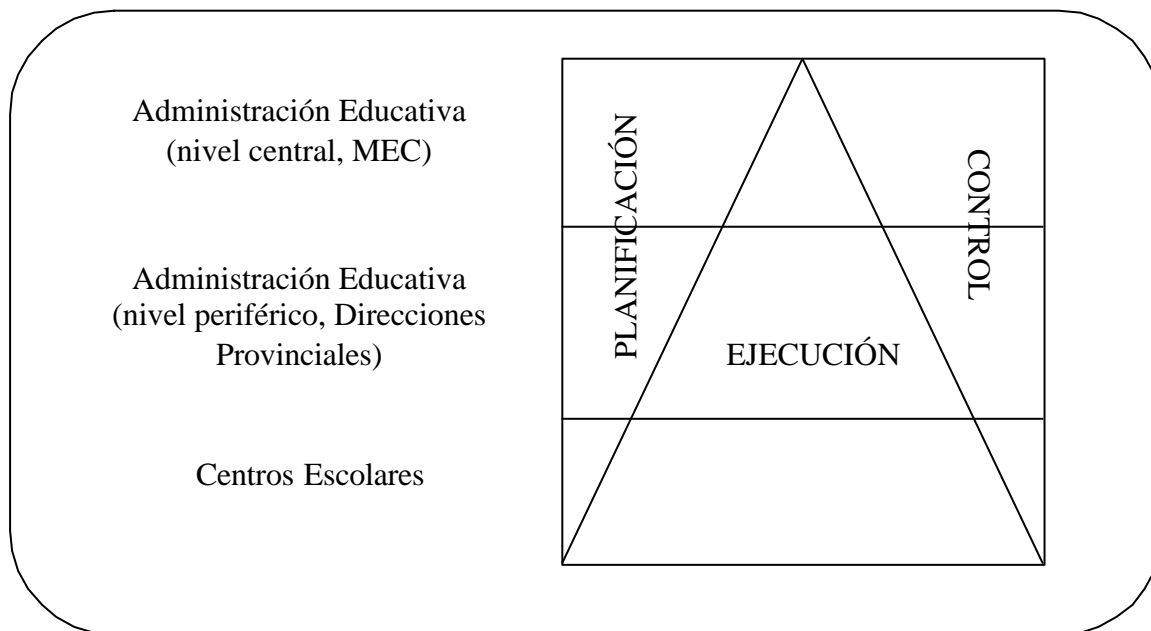 Administración Educativa
(nivel central, MEC)
Administración Educativa
(nivel periférico, Direcciones
Provinciales)
Centros Escolares
PLANIFICACIÓN
EJECUCIÓN
CONTROL